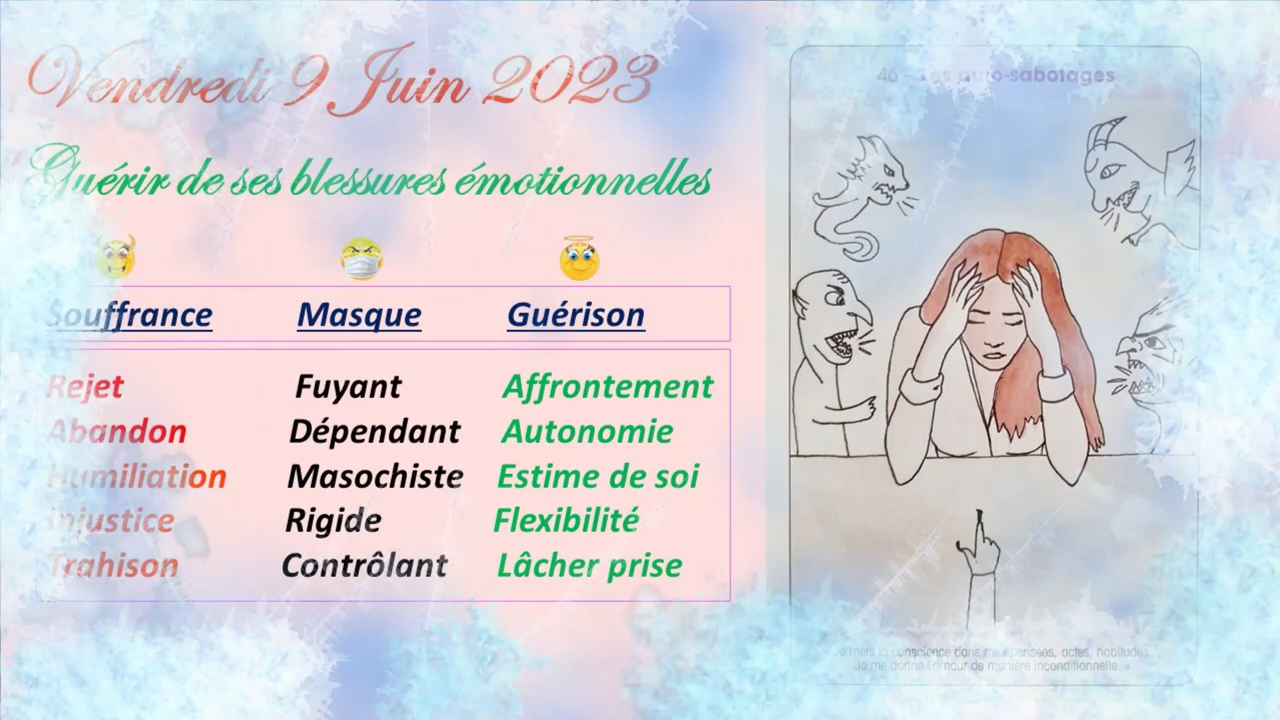 Vendredi 9 Juin 2023
Guérir de ses blessures émotionnelles
Souffrance Masque Guérison
Rejet Fuyant Affrontement
Abandon Dépendant Autonomie
Humiliation Masochiste Estime de soi
Injustice Rigide Flexibilité
Trahison Contrôlant Lâcher prise
46 - Les auto-sabotages
« Je mets la conscience dans mes pensées, actes, habitudes.
Je me donne l'amour de manière inconditionnelle. »